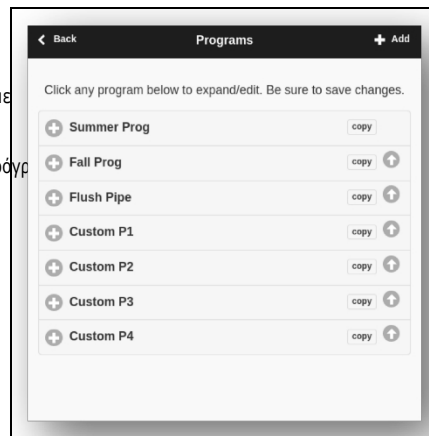 Back Programs Add
με
Click any program below to expand/edit. Be sure to save changes.
Summer Prog copy
Fall Prog copy
Flush Pipe copy
Custom P1 copy
Custom P2 copy
Custom P3 copy
Custom P4 copy